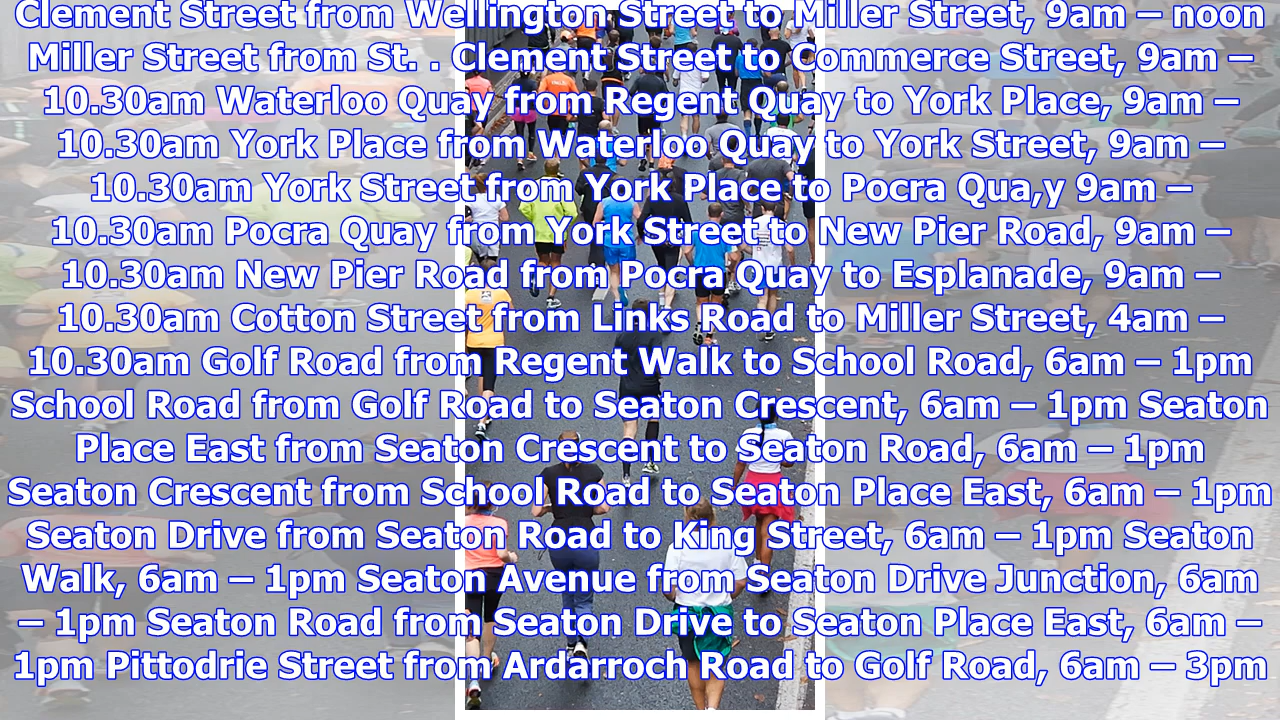 Clement Street from Wellington Street to Miller Street, 9am – noon
Miller Street from St. . Clement Street to Commerce Street, 9am –
10.30am Waterloo Quay from Regent Quay to York Place, 9am –
10.30am York Place from Waterloo Quay to York Street, 9am –
10.30am York Street from York Place to Pocra Qua,y 9am –
10.30am Pocra Quay from York Street to New Pier Road, 9am –
10.30am New Pier Road from Pocra Quay to Esplanade, 9am –
10.30am Cotton Street from Links Road to Miller Street, 4am –
10.30am Golf Road from Regent Walk to School Road, 6am – 1pm
School Road from Golf Road to Seaton Crescent, 6am – 1pm Seaton
Place East from Seaton Crescent to Seaton Road, 6am – 1pm
Seaton Crescent from School Road to Seaton Place East, 6am – 1pm
Seaton Drive from Seaton Road to King Street, 6am – 1pm Seaton
Walk, 6am – 1pm Seaton Avenue from Seaton Drive Junction, 6am
– 1pm Seaton Road from Seaton Drive to Seaton Place East, 6am –
1pm Pittodrie Street from Ardarroch Road to Golf Road, 6am – 3pm